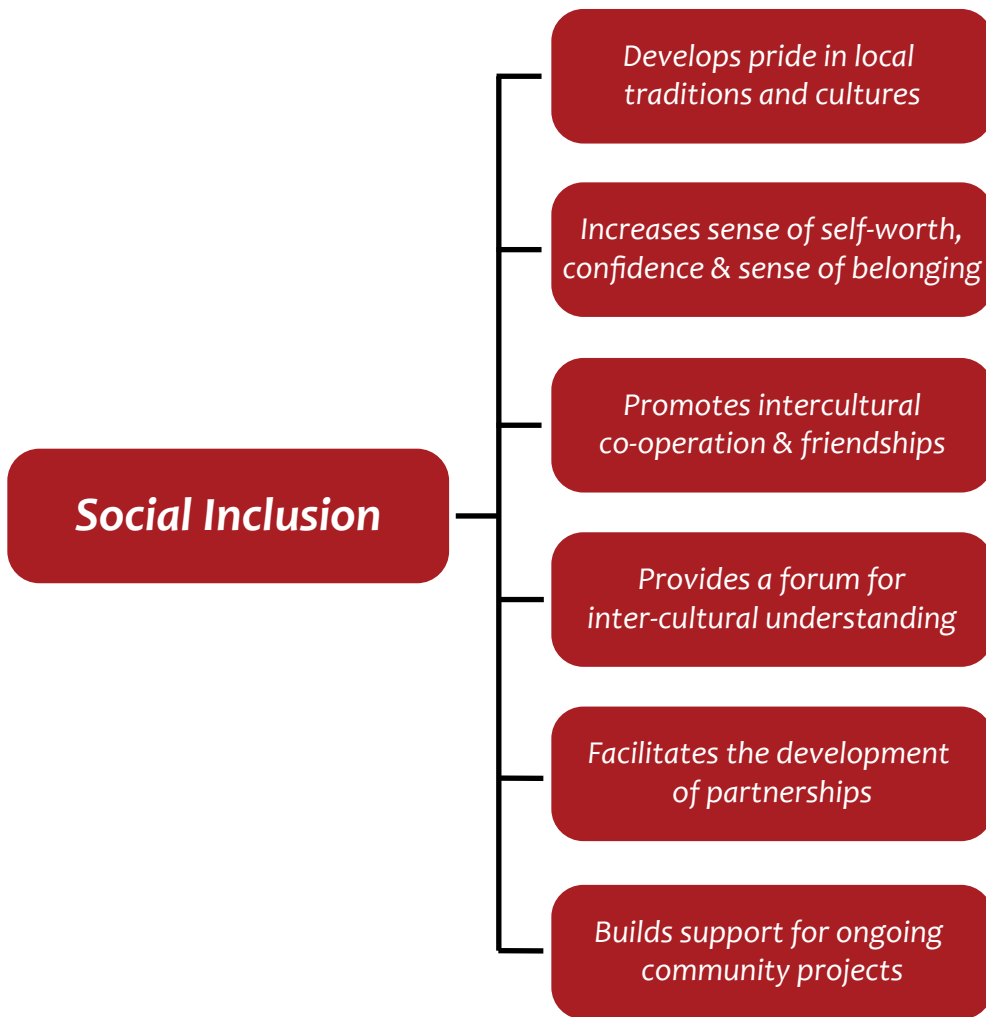 Develops pride in local
traditions and cultures
Increases sense of self-worth,
confidence & sense of belonging
Promotes intercultural
co-operation & friendships
Social Inclusion
Provides a forum for
inter-cultural understanding
Facilitates the development
of partnerships
Builds support for ongoing
community projects